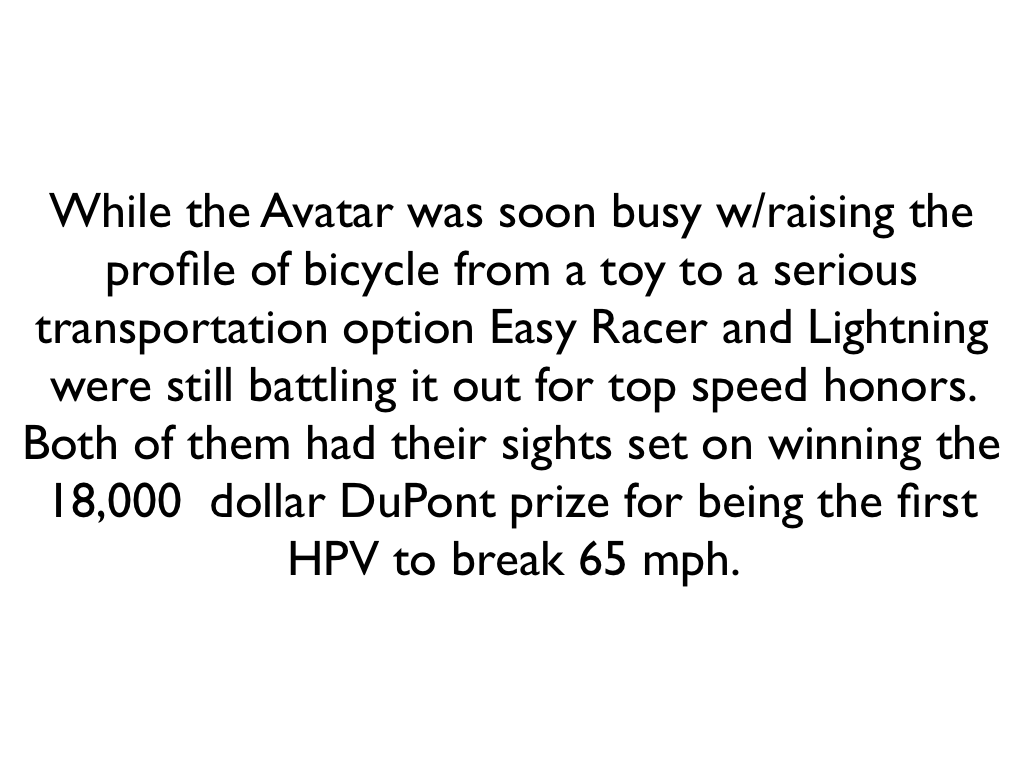 While the Avatar was soon busy w/raising the
profile of bicycle from a toy to a serious
transportation option Easy Racer and Lightning
were still battling it out for top speed honors.
Both of them had their sights set on winning the
18,000  dollar DuPont prize for being the first
HPV to break 65 mph.